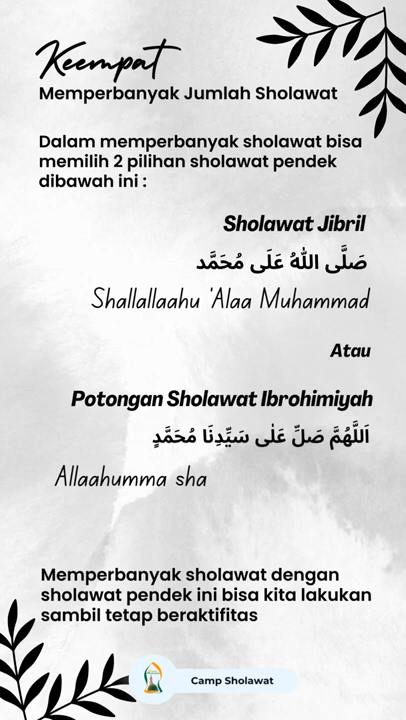 Keempat
Memperbanyak Jumlah Sholawat
Dalam memperbanyak sholawat bisa
memilih 2 pilihan sholawat pendek
dibawah ini :
Sholawat Jibril
صَلَّى اللّٰهُ عَلَى مُحَمَّد
Shallallaahu 'Alaa Muhammad
Atau
Potongan Sholawat Ibrohimiyah
اَللَّهُمَّ صَلِّ عَلٰى سَيِّدِنَا مُحَمَّدٍ
Allaahumma sha
Memperbanyak sholawat dengan
sholawat pendek ini bisa kita lakukan
sambil tetap beraktifitas
Camp Sholawat